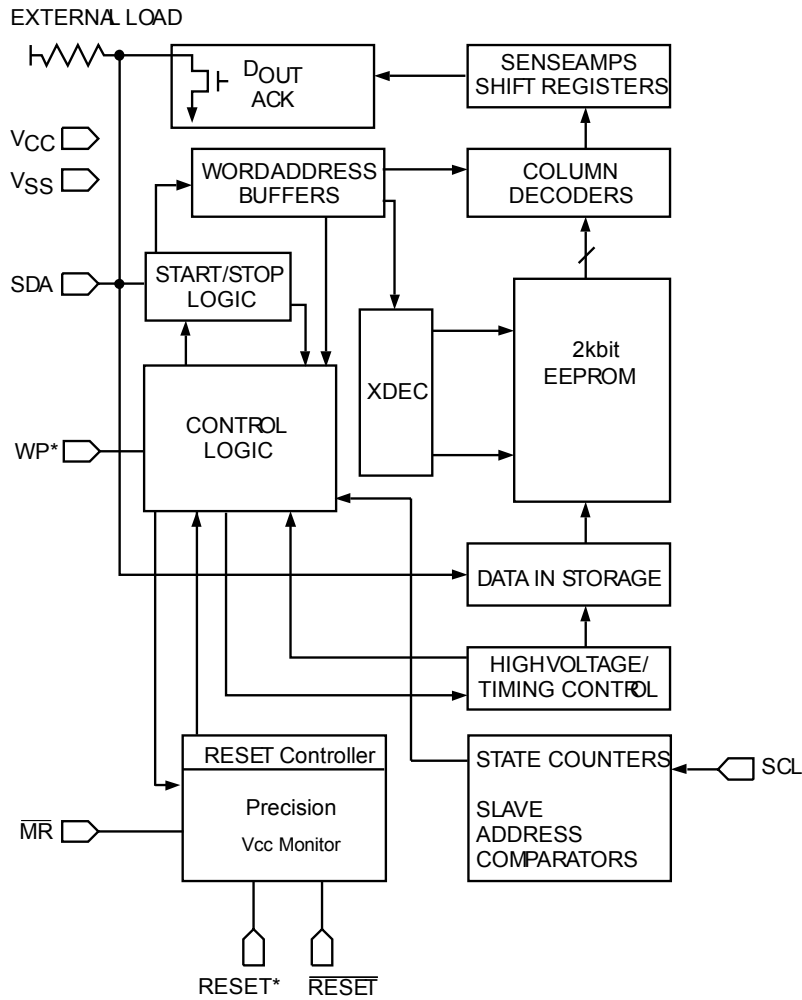 EXTERNAL LOAD
DOUT
ACK
SENSEAMPS
SHIFT REGISTERS
VCC
VSS
WORDADDRESS
BUFFERS
COLUMN
DECODERS
SDA
START/STOP
LOGIC
2kbit
EEPROM
XDEC
CONTROL
LOGIC
WP*
DATA IN STORAGE
HIGHVOLTAGE/
TIMING CONTROL
RESET Controller
Precision
Vcc Monitor
STATE COUNTERS
SLAVE
ADDRESS
COMPARATORS
SCL
M̅R̅
RESET*
R̅E̅S̅E̅T̅